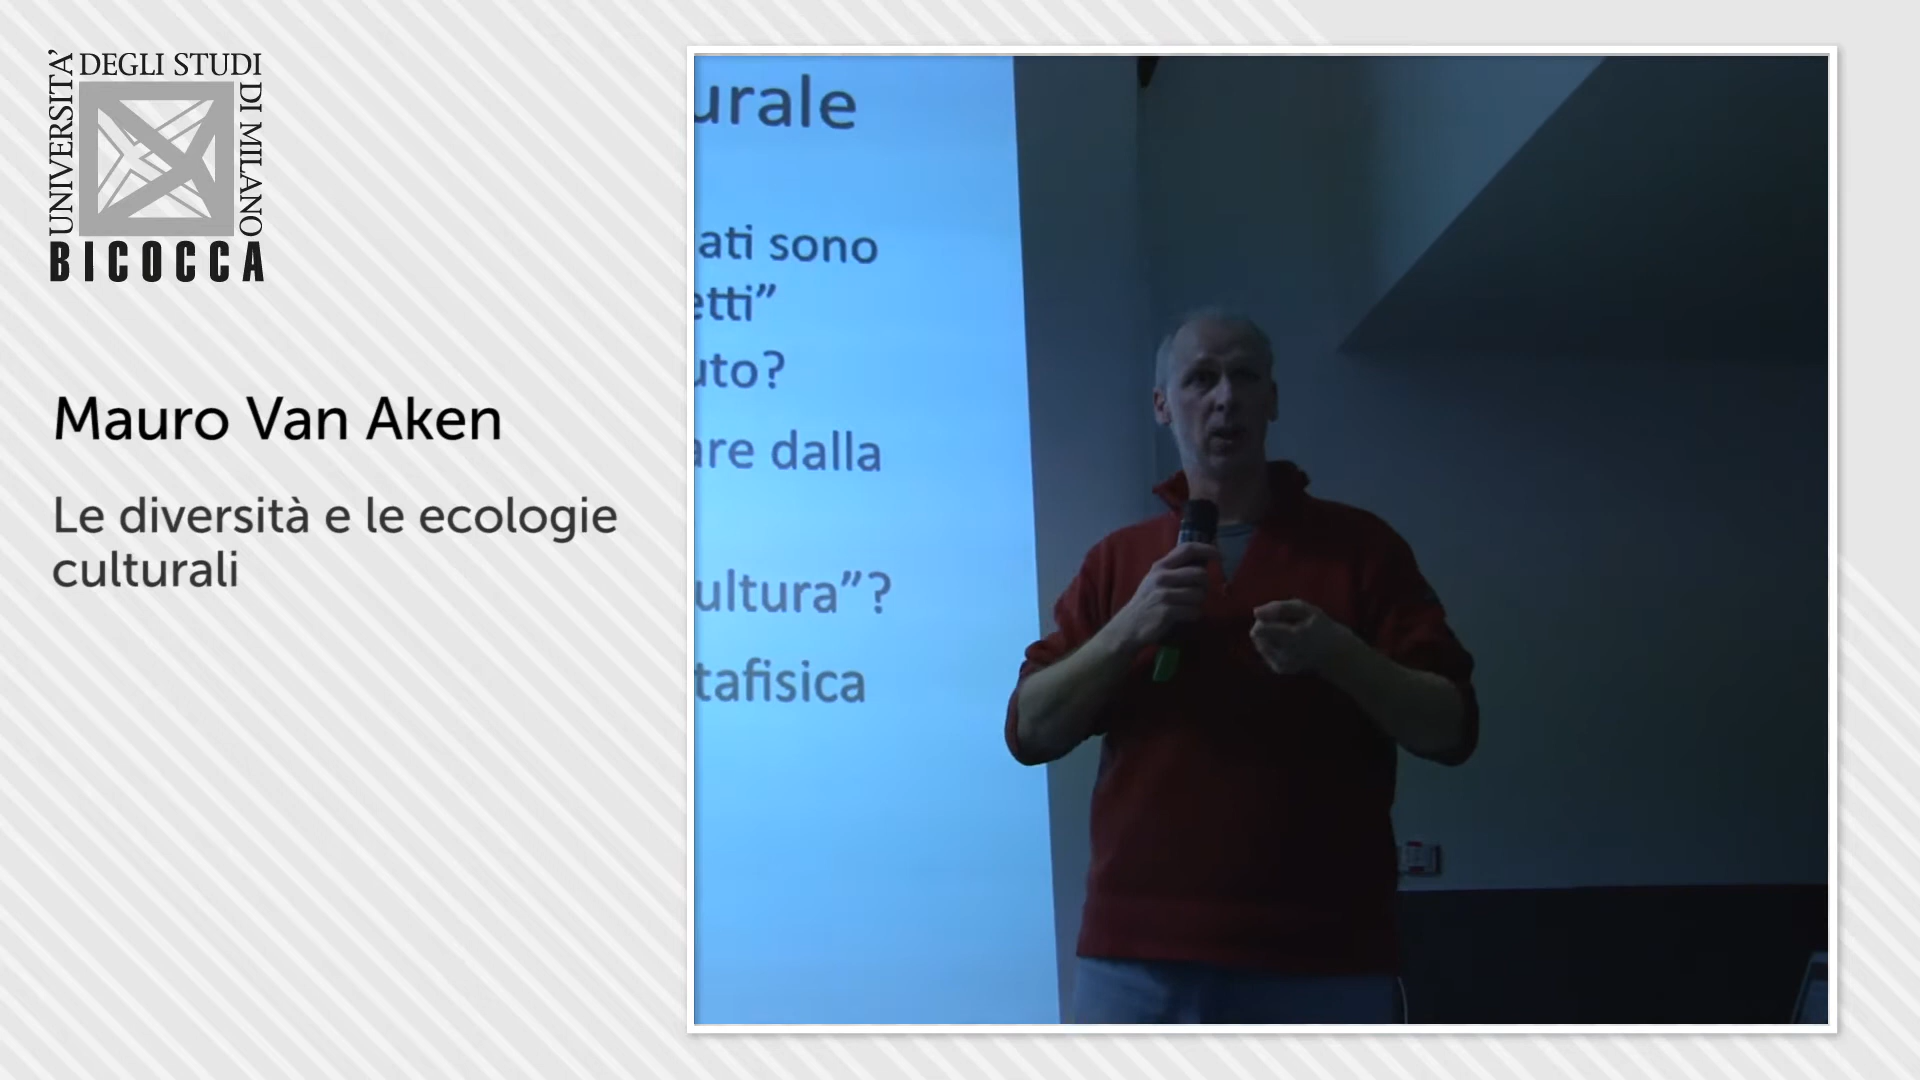 UNIVERSITA'
DEGLI STUDI
DI MILANO
BICOCCA
Mauro Van Aken
Le diversità e le ecologie
culturali
urale
ati sono
etti”
uto?
are dalla
ultura”?
tafisica